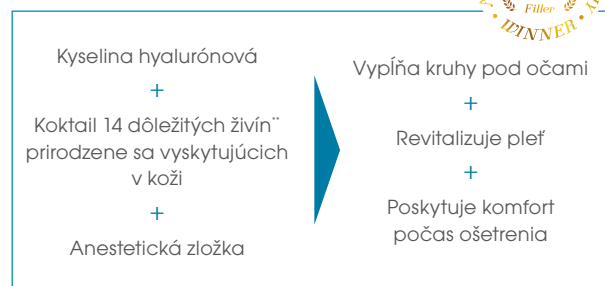 Filler
WINNER
Kyselina hyalurónová
+
Koktail 14 dôležitých živín¨
prirodzene sa vyskytujúcich
v koži
+
Anestetická zložka
Vypĺňa kruhy pod očami
+
Revitalizuje pleť
+
Poskytuje komfort
počas ošetrenia